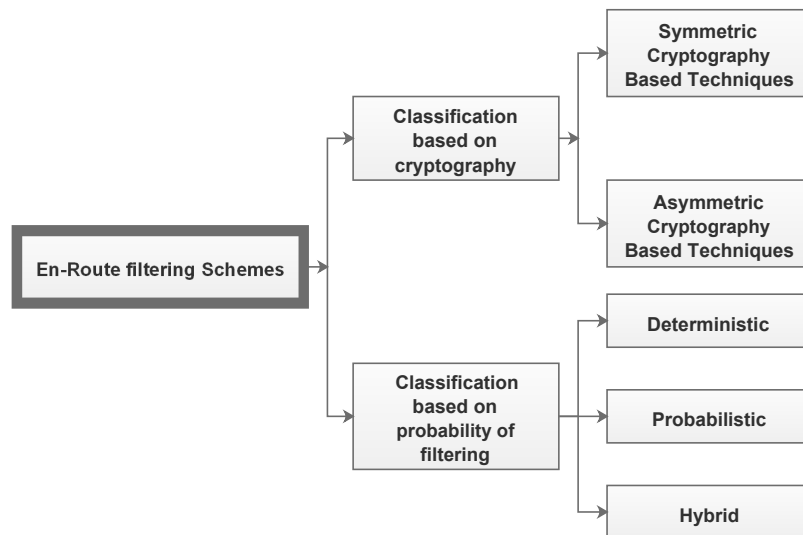 Symmetric
Cryptography
Based Techniques
Classification
based on
cryptography
Asymmetric
Cryptography
Based Techniques
En-Route filtering Schemes
Deterministic
Classification
based on
probability of
filtering
Probabilistic
Hybrid